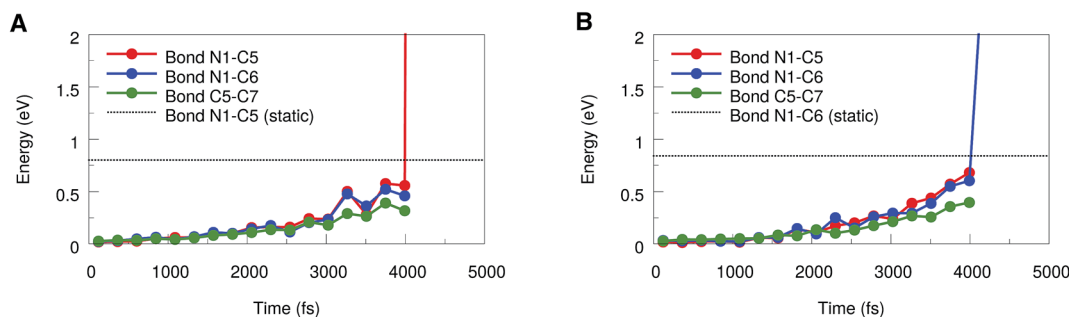 A
2
1.5
1
0.5
0
Energy (eV)
Bond N1-C5
Bond N1-C6
Bond C5-C7
Bond N1-C5 (static)
0 1000 2000 3000 4000 5000
Time (fs)
B
2
1.5
1
0.5
0
Energy (eV)
Bond N1-C5
Bond N1-C6
Bond C5-C7
Bond N1-C6 (static)
0 1000 2000 3000 4000 5000
Time (fs)